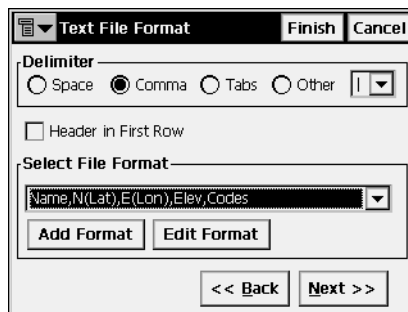 Text File Format Finish Cancel
Delimiter
Space Comma Tabs Other |
Header in First Row
Select File Format
Name,N(Lat),E(Lon),Elev,Codes
Add Format Edit Format
<< Back Next >>